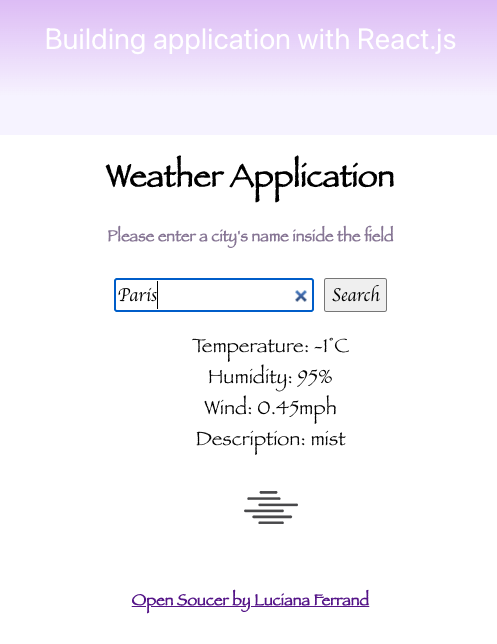 Building application with React.js
Weather Application
Please enter a city's name inside the field
Paris Search
Temperature: -1°C
Humidity: 95%
Wind: 0.45mph
Description: mist
Open Soucer by Luciana Ferrand